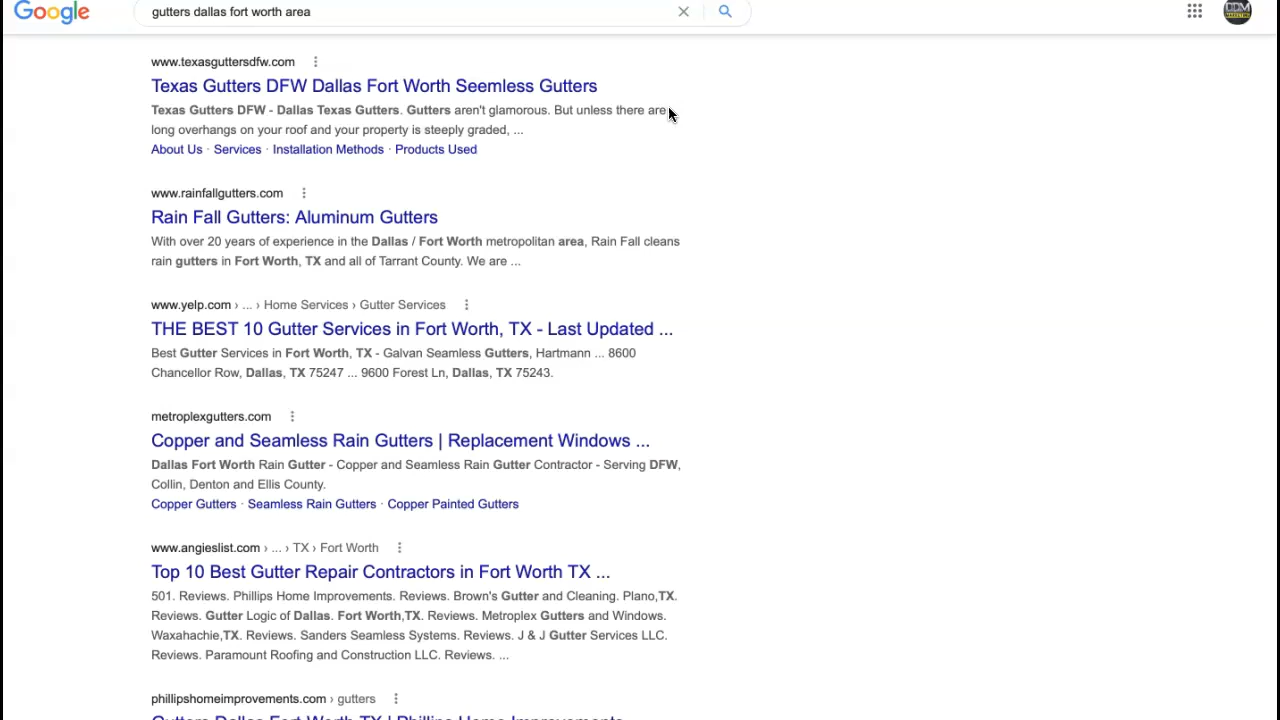 Google
gutters dallas fort worth area
www.texasguttersdfw.com
Texas Gutters DFW Dallas Fort Worth Seemless Gutters
Texas Gutters DFW - Dallas Texas Gutters. Gutters aren't glamorous. But unless there are
long overhangs on your roof and your property is steeply graded, ...
About Us · Services · Installation Methods · Products Used
www.rainfallgutters.com
Rain Fall Gutters: Aluminum Gutters
With over 20 years of experience in the Dallas / Fort Worth metropolitan area, Rain Fall cleans
rain gutters in Fort Worth, TX and all of Tarrant County. We are ...
www.yelp.com › ... › Home Services › Gutter Services
THE BEST 10 Gutter Services in Fort Worth, TX - Last Updated ...
Best Gutter Services in Fort Worth, TX - Galvan Seamless Gutters, Hartmann ... 8600
Chancellor Row, Dallas, TX 75247 ... 9600 Forest Ln, Dallas, TX 75243.
metroplexgutters.com
Copper and Seamless Rain Gutters | Replacement Windows ...
Dallas Fort Worth Rain Gutter - Copper and Seamless Rain Gutter Contractor - Serving DFW,
Collin, Denton and Ellis County.
Copper Gutters · Seamless Rain Gutters · Copper Painted Gutters
www.angieslist.com › ... › TX › Fort Worth
Top 10 Best Gutter Repair Contractors in Fort Worth TX ...
501. Reviews. Phillips Home Improvements. Reviews. Brown's Gutter and Cleaning. Plano,TX.
Reviews. Gutter Logic of Dallas. Fort Worth,TX. Reviews. Metroplex Gutters and Windows.
Waxahachie,TX. Reviews. Sanders Seamless Systems. Reviews. J & J Gutter Services LLC.
Reviews. Paramount Roofing and Construction LLC. Reviews. ...
phillipshomeimprovements.com › gutters
Gutters Dallas Fort Worth TX | Phillips Home Improvements